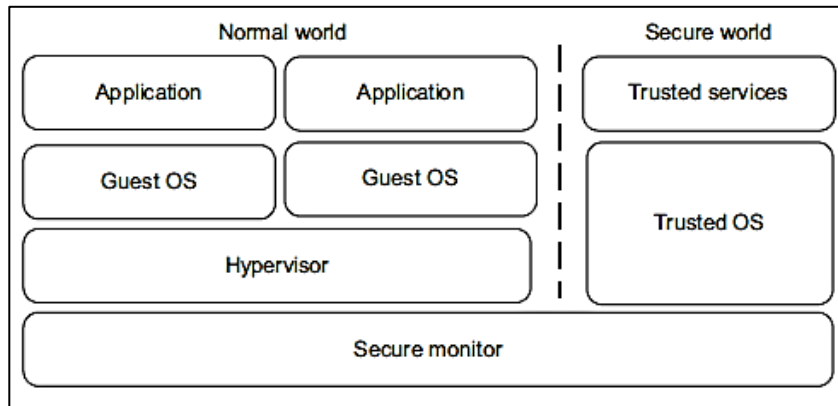 Normal world
Secure world
Application
Application
Trusted services
Guest OS
Guest OS
Trusted OS
Hypervisor
Secure monitor